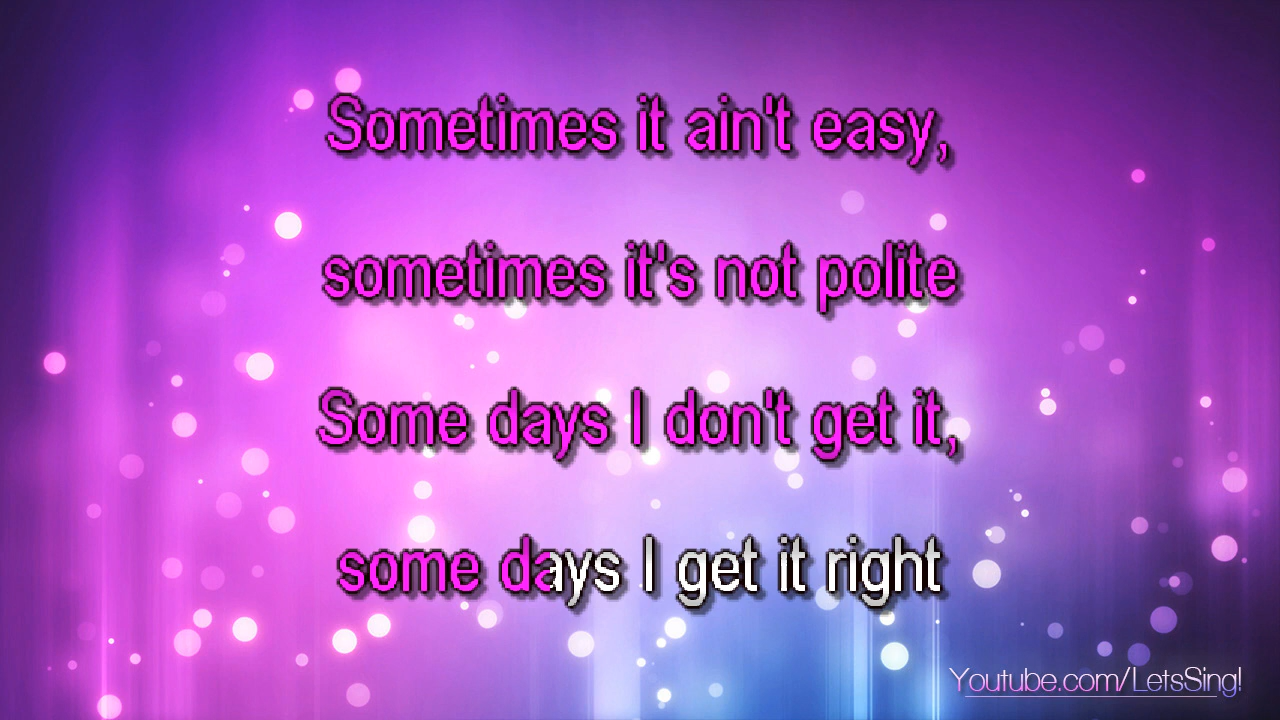 Sometimes it ain't easy,
sometimes it's not polite
Some days I don't get it,
some days I get it right
Youtube.com/LetsSing!